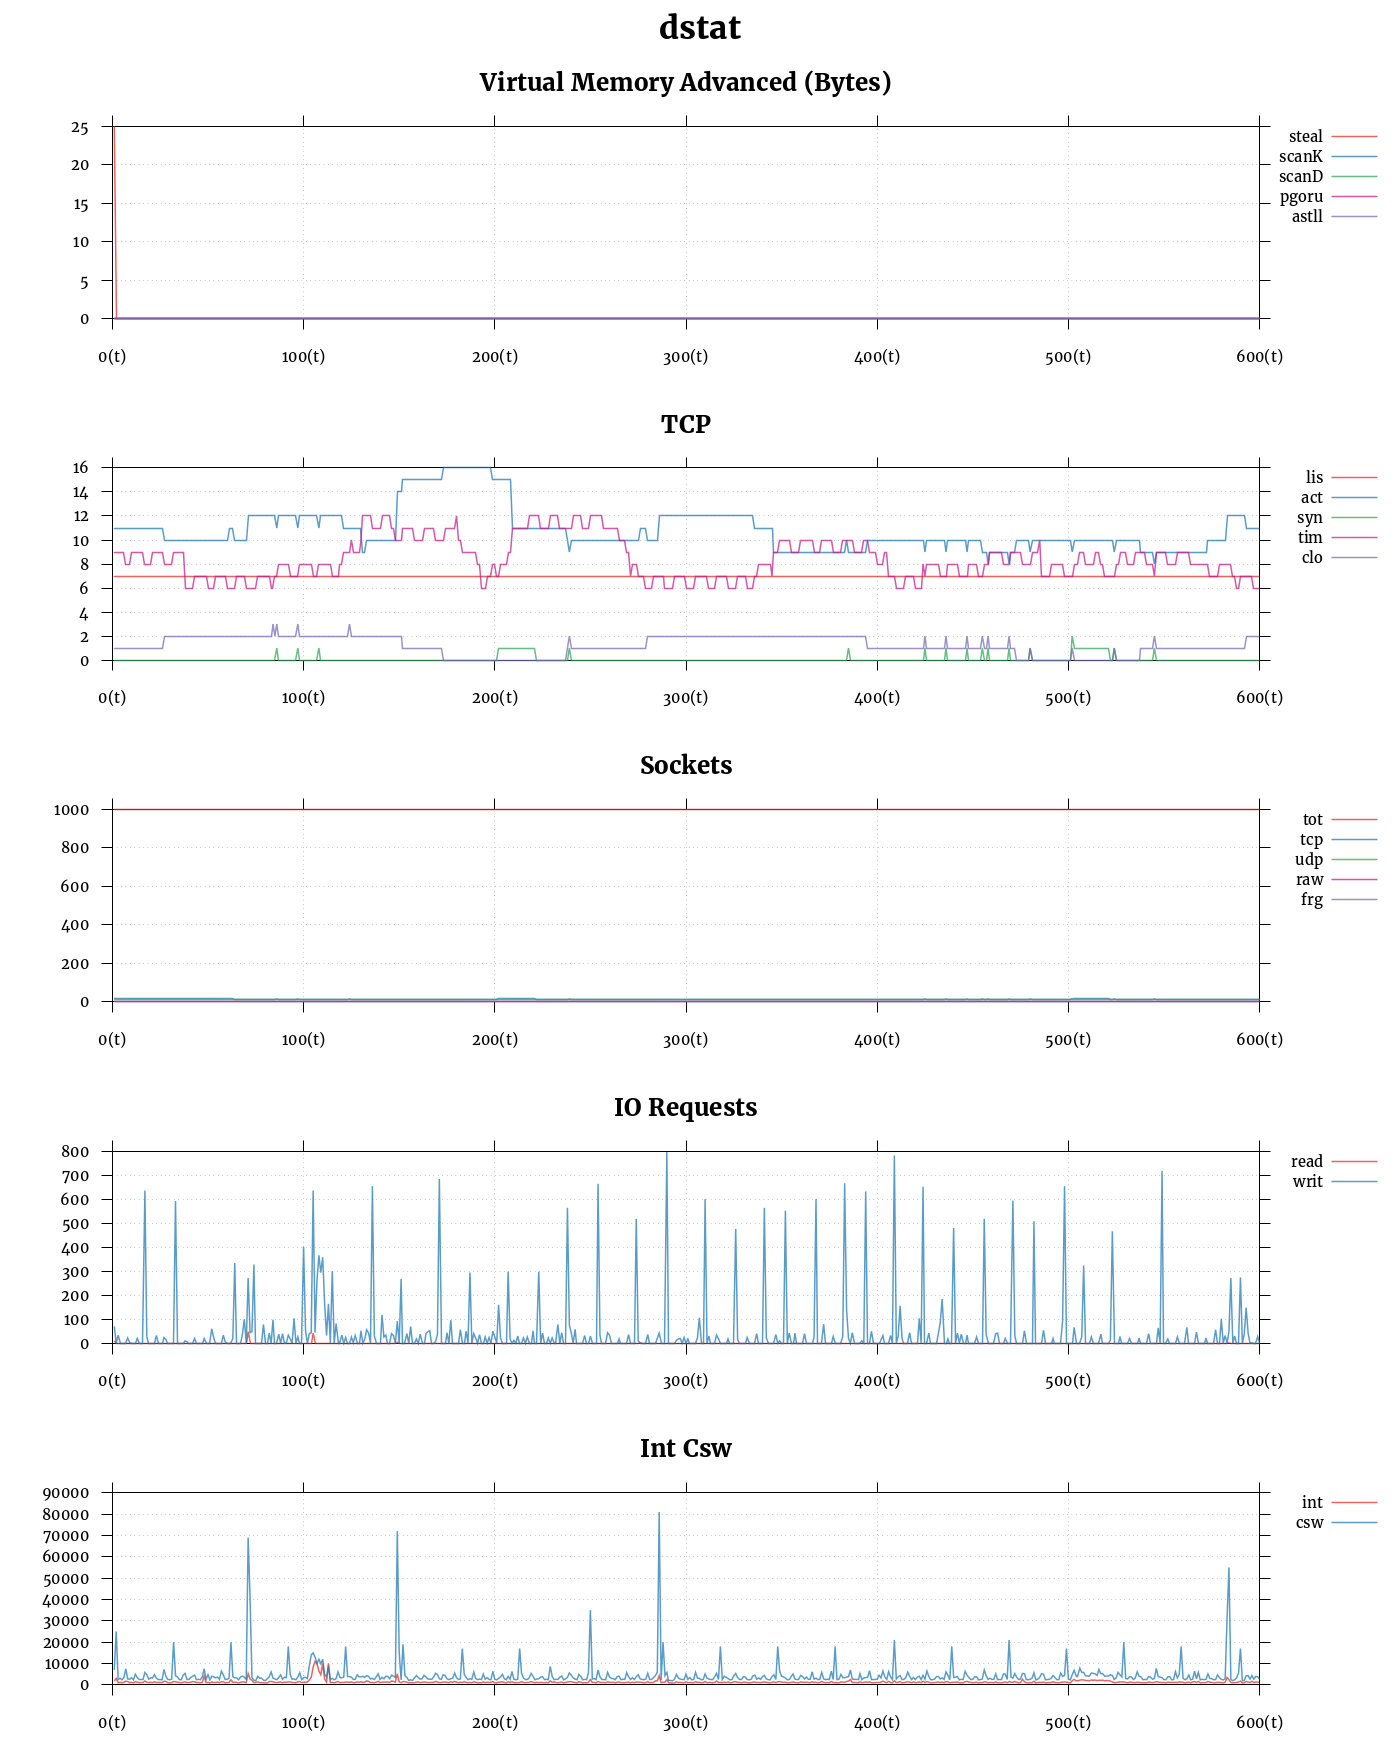 dstat
Virtual Memory Advanced (Bytes)
25
20
15
10
5
0
0(t) 100(t) 200(t) 300(t) 400(t) 500(t) 600(t)
steal
scanK
scanD
pgoru
astll
TCP
16
14
12
10
8
6
4
2
0
0(t) 100(t) 200(t) 300(t) 400(t) 500(t) 600(t)
lis
act
syn
tim
clo
Sockets
1000
800
600
400
200
0
0(t) 100(t) 200(t) 300(t) 400(t) 500(t) 600(t)
tot
tcp
udp
raw
frg
IO Requests
800
700
600
500
400
300
200
100
0
0(t) 100(t) 200(t) 300(t) 400(t) 500(t) 600(t)
read
writ
Int Csw
90000
80000
70000
60000
50000
40000
30000
20000
10000
0
0(t) 100(t) 200(t) 300(t) 400(t) 500(t) 600(t)
int
csw